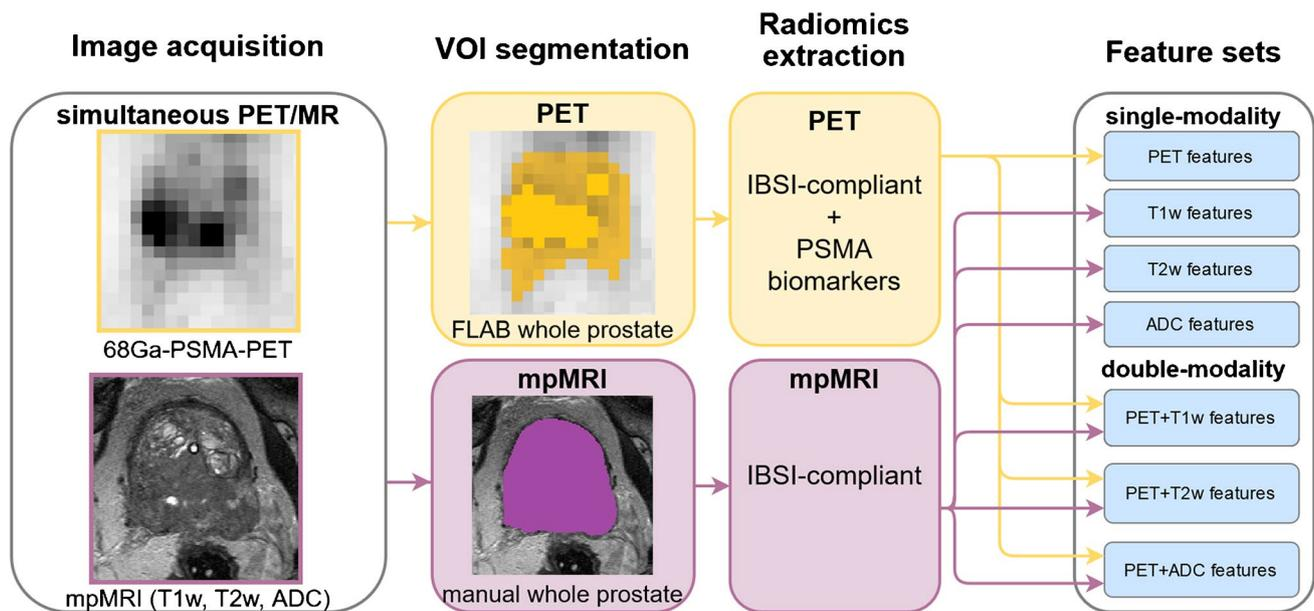 Image acquisition
VOI segmentation
Radiomics
extraction
Feature sets
simultaneous PET/MR
68Ga-PSMA-PET
mpMRI (T1w, T2w, ADC)
PET
FLAB whole prostate
mpMRI
manual whole prostate
PET
IBSI-compliant
+
PSMA
biomarkers
mpMRI
IBSI-compliant
single-modality
PET features
T1w features
T2w features
ADC features
double-modality
PET+T1w features
PET+T2w features
PET+ADC features